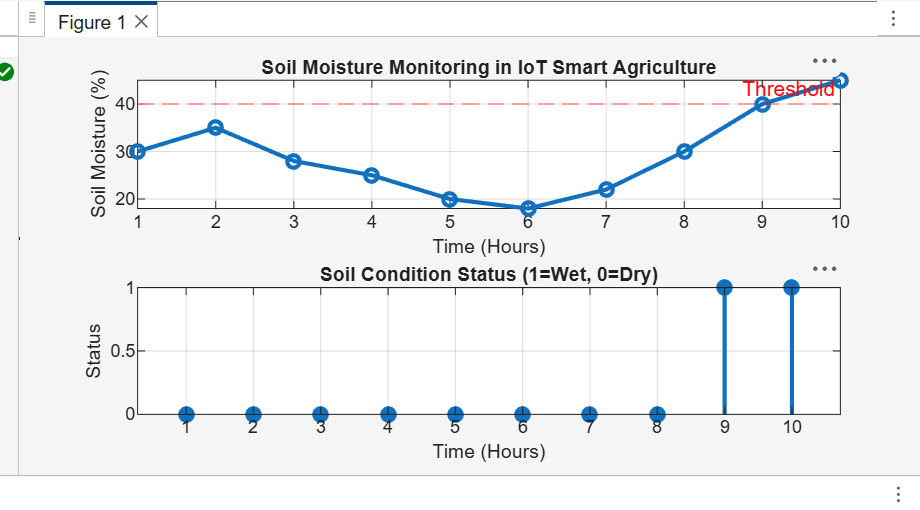 Figure 1
Soil Moisture Monitoring in IoT Smart Agriculture
Soil Moisture (%)
40
30
20
Threshold
1 2 3 4 5 6 7 8 9 10
Time (Hours)
Soil Condition Status (1=Wet, 0=Dry)
Status
1
0.5
0
1 2 3 4 5 6 7 8 9 10
Time (Hours)